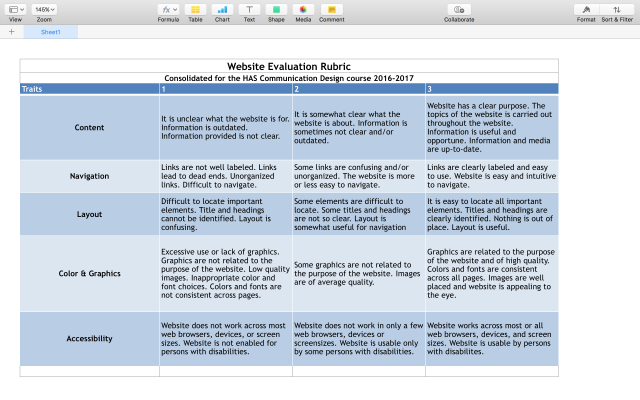 145%
View
Zoom
Formula
Table
Chart
Text
Shape
Media
Comment
Collaborate
Format
Sort & Filter
Sheet1
Website Evaluation Rubric
Consolidated for the HAS Communication Design course 2016-2017
Traits 1 2 3
Content
It is unclear what the website is for.
Information is outdated.
Information provided is not clear.
It is somewhat clear what the
website is about. Information is
sometimes not clear and/or
outdated.
Website has a clear purpose. The
topics of the website is carried out
throughout the website.
Information is useful and
opportune. Information and media
are up-to-date.
Navigation
Links are not well labeled. Links
lead to dead ends. Unorganized
links. Difficult to navigate.
Some links are confusing and/or
unorganized. The website is more
or less easy to navigate.
Links are clearly labeled and easy
to use. Website is easy and intuitive
to navigate.
Layout
Difficult to locate important
elements. Title and headings
cannot be identified. Layout is
confusing.
Some elements are difficult to
locate. Some titles and headings
are not so clear. Layout is
somewhat useful for navigation
It is easy to locate all important
elements. Titles and headings are
clearly identified. Nothing is out of
place. Layout is useful.
Color & Graphics
Excessive use or lack of graphics.
Graphics are not related to the
purpose of the website. Low quality
images. Inappropriate color and
font choices. Colors and fonts are
not consistent across pages.
Some graphics are not related to
the purpose of the website. Images
are of average quality.
Graphics are related to the purpose
of the website and of high quality.
Colors and fonts are consistent
across all pages. Images are well
placed and website is appealing to
the eye.
Accessibility
Website does not work across most
web browsers, devices, or screen
sizes. Website is not enabled for
persons with disabilities.
Website does not work in only a few
web browsers, devices or
screensizes. Website is usable only
by some persons with disabilities.
Website works across most or all
web browsers, devices, and screen
sizes. Website is usable by persons
with disabilites.